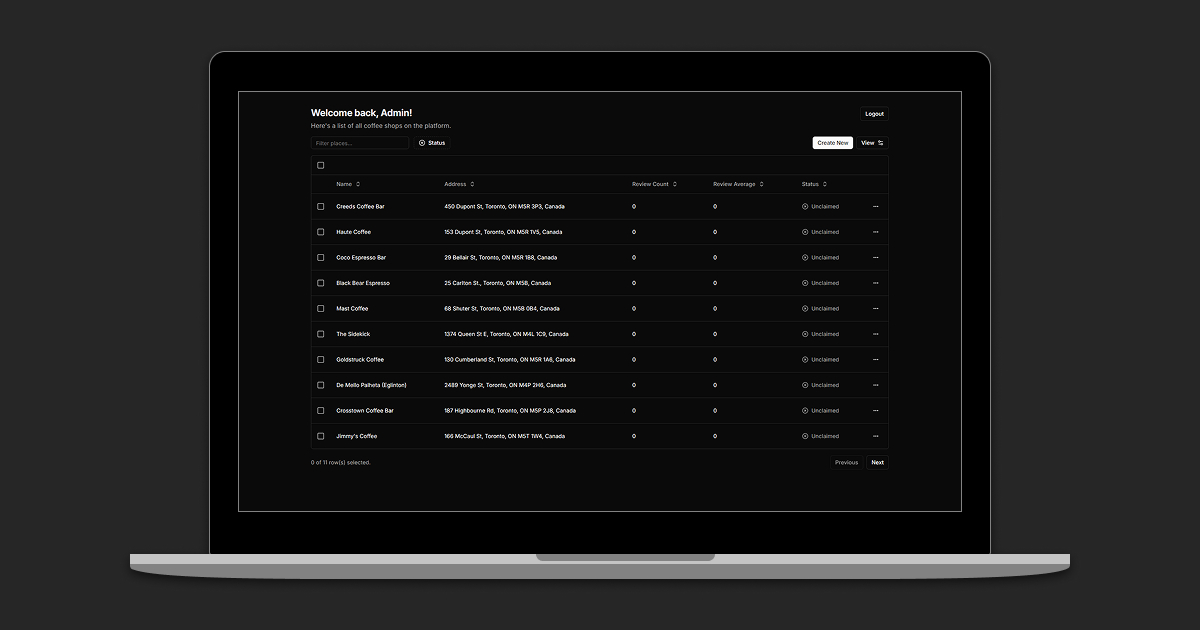 Welcome back, Admin!
Logout
Here's a list of all coffee shops on the platform.
Filter places...
Status
Create New
View
Name Address Review Count Review Average Status
Creeds Coffee Bar 450 Dupont St, Toronto, ON M5R 3P3, Canada 0 0 Unclaimed ...
Haute Coffee 153 Dupont St, Toronto, ON M5R 1V5, Canada 0 0 Unclaimed ...
Coco Espresso Bar 29 Bellair St, Toronto, ON M5R 1B8, Canada 0 0 Unclaimed ...
Black Bear Espresso 25 Carlton St., Toronto, ON M5B, Canada 0 0 Unclaimed ...
Mast Coffee 68 Shuter St, Toronto, ON M5B 0B4, Canada 0 0 Unclaimed ...
The Sidekick 1374 Queen St E, Toronto, ON M4L 1C9, Canada 0 0 Unclaimed ...
Goldstruck Coffee 130 Cumberland St, Toronto, ON M5R 1A6, Canada 0 0 Unclaimed ...
De Mello Palheta (Eglinton) 2489 Yonge St, Toronto, ON M4P 2H6, Canada 0 0 Unclaimed ...
Crosstown Coffee Bar 187 Highbourne Rd, Toronto, ON M5P 2J8, Canada 0 0 Unclaimed ...
Jimmy's Coffee 166 McCaul St, Toronto, ON M5T 1W4, Canada 0 0 Unclaimed ...
0 of 11 row(s) selected.
Previous
Next